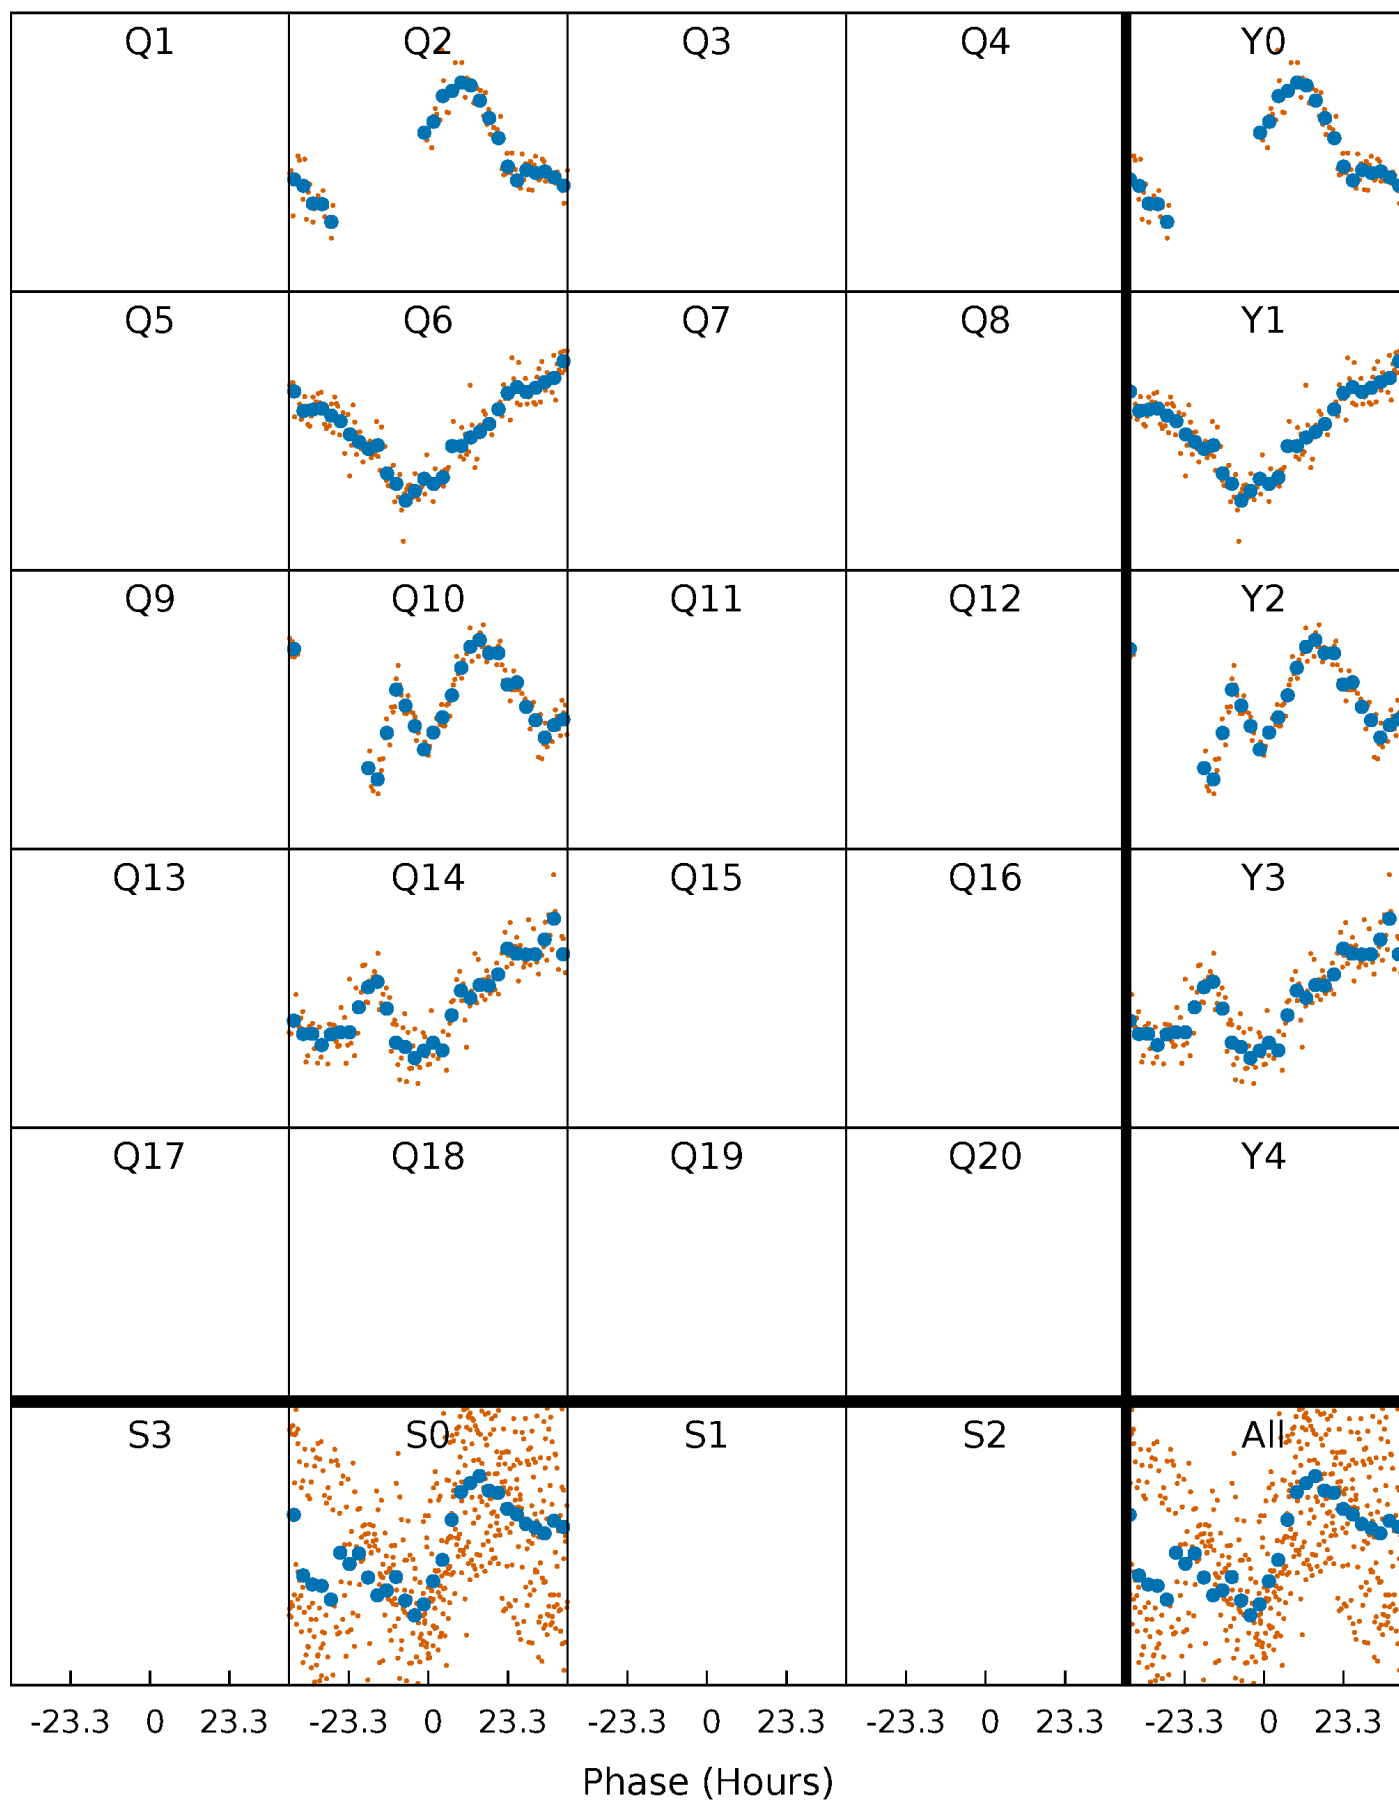 Q1 Q2 Q3 Q4 Y0
Q5 Q6 Q7 Q8 Y1
Q9 Q10 Q11 Q12 Y2
Q13 Q14 Q15 Q16 Y3
Q17 Q18 Q19 Q20 Y4
S3 S0 S1 S2 All
-23.3 0 23.3 -23.3 0 23.3 -23.3 0 23.3 -23.3 0 23.3 -23.3 0 23.3
Phase (Hours)